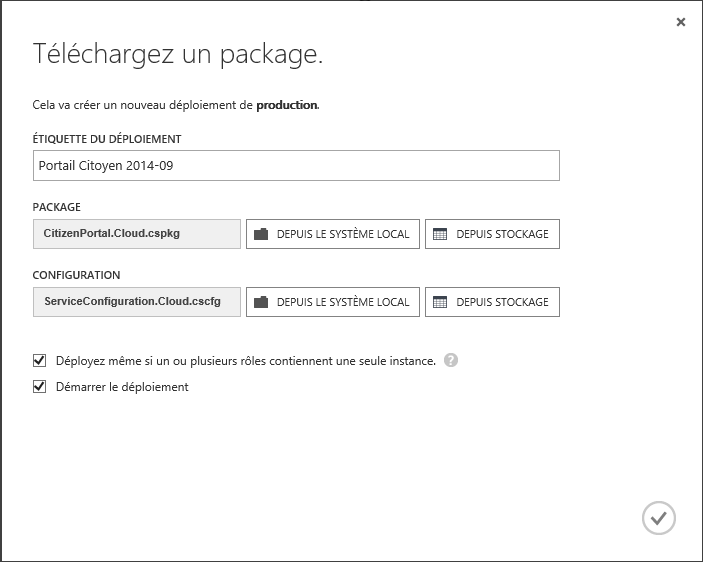 Téléchargez un package.
Cela va créer un nouveau déploiement de production.
ÉTIQUETTE DU DÉPLOIEMENT
Portail Citoyen 2014-09
PACKAGE
CitizenPortal.Cloud.cspkg DEPUIS LE SYSTÈME LOCAL DEPUIS STOCKAGE
CONFIGURATION
ServiceConfiguration.Cloud.cscfg DEPUIS LE SYSTÈME LOCAL DEPUIS STOCKAGE
Déployez même si un ou plusieurs rôles contiennent une seule instance. ?
Démarrer le déploiement